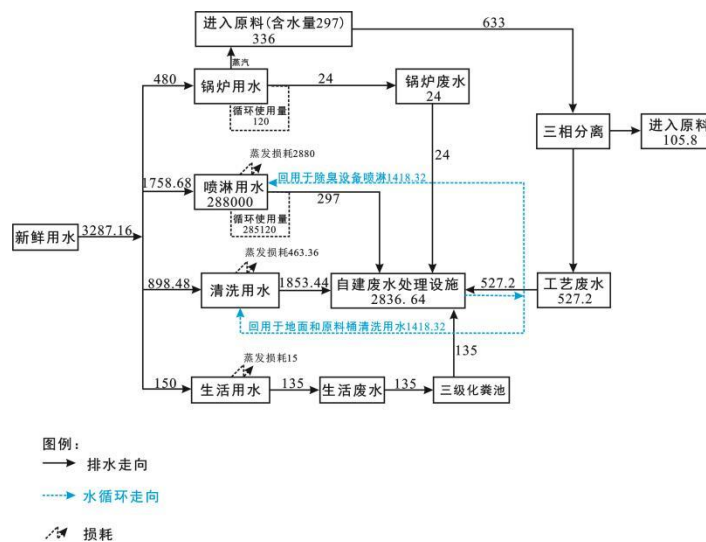 进入原料(含水量297)
336
633
蒸汽
480
锅炉用水
24
锅炉废水
24
循环使用量
120
三相分离
进入原料
105.8
24
蒸发损耗2880
回用于除臭设备喷淋1418.32
1758.68
喷淋用水
288000
297
循环使用量
285120
新鲜用水
3287.16
蒸发损耗463.36
898.48
清洗用水
1853.44
自建废水处理设施
2836. 64
527.2
工艺废水
527.2
回用于地面和原料桶清洗用水1418.32
135
蒸发损耗15
150
生活用水
135
生活废水
135
三级化粪池
图例：
排水走向
水循环走向
损耗